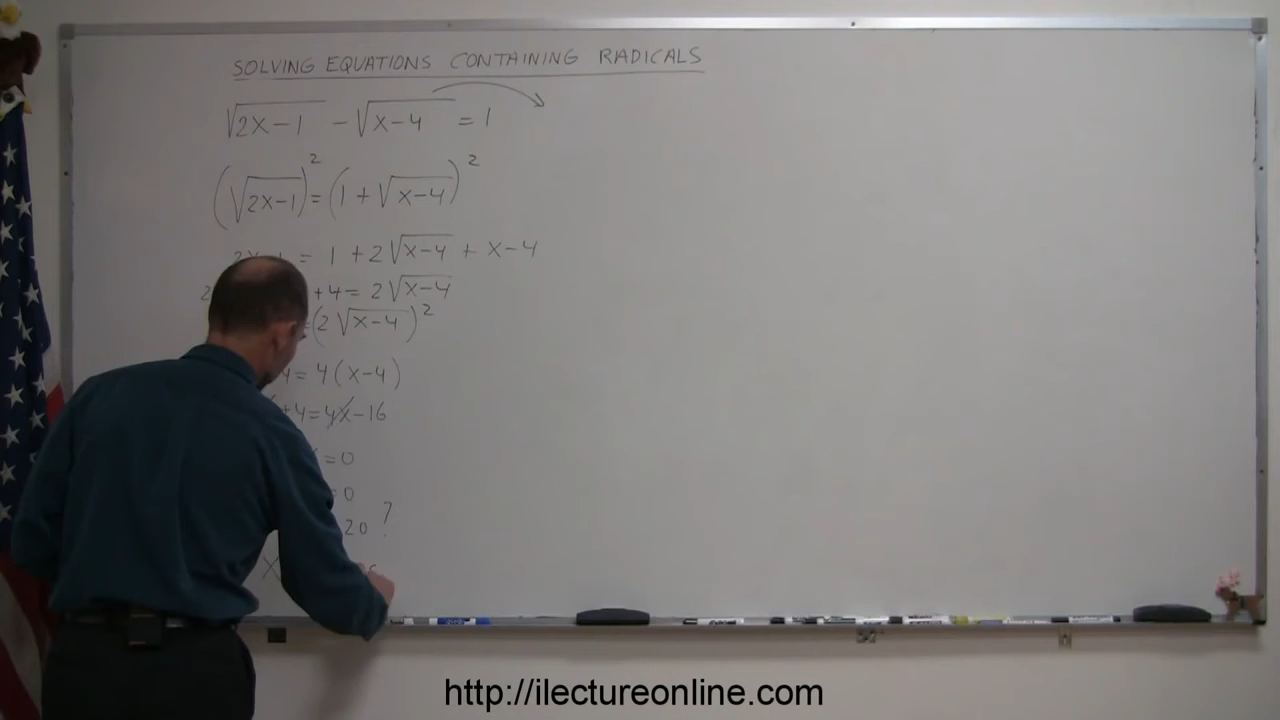 SOLVING EQUATIONS CONTAINING RADICALS
√2X-1 - √X-4 = 1
(√2X-1)² = (1 + √X-4)²
= 1 + 2√X-4 + X-4
2 +4 = 2√X-4
=(2√X-4)²
4 = 4(X-4)
+4 = 4X-16
= 0
= 0
20 ?
X
http://ilectureonline.com